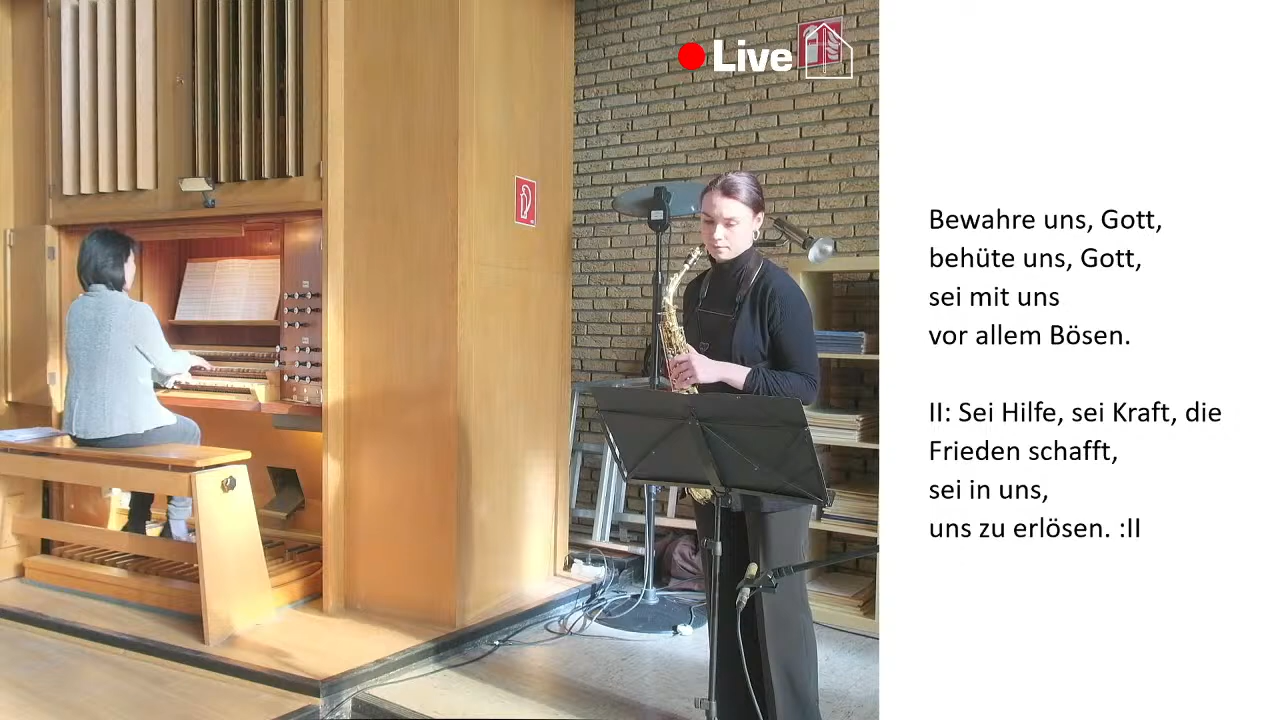 Live
Bewahre uns, Gott,
behüte uns, Gott,
sei mit uns
vor allem Bösen.
II: Sei Hilfe, sei Kraft, die
Frieden schafft,
sei in uns,
uns zu erlösen. :II